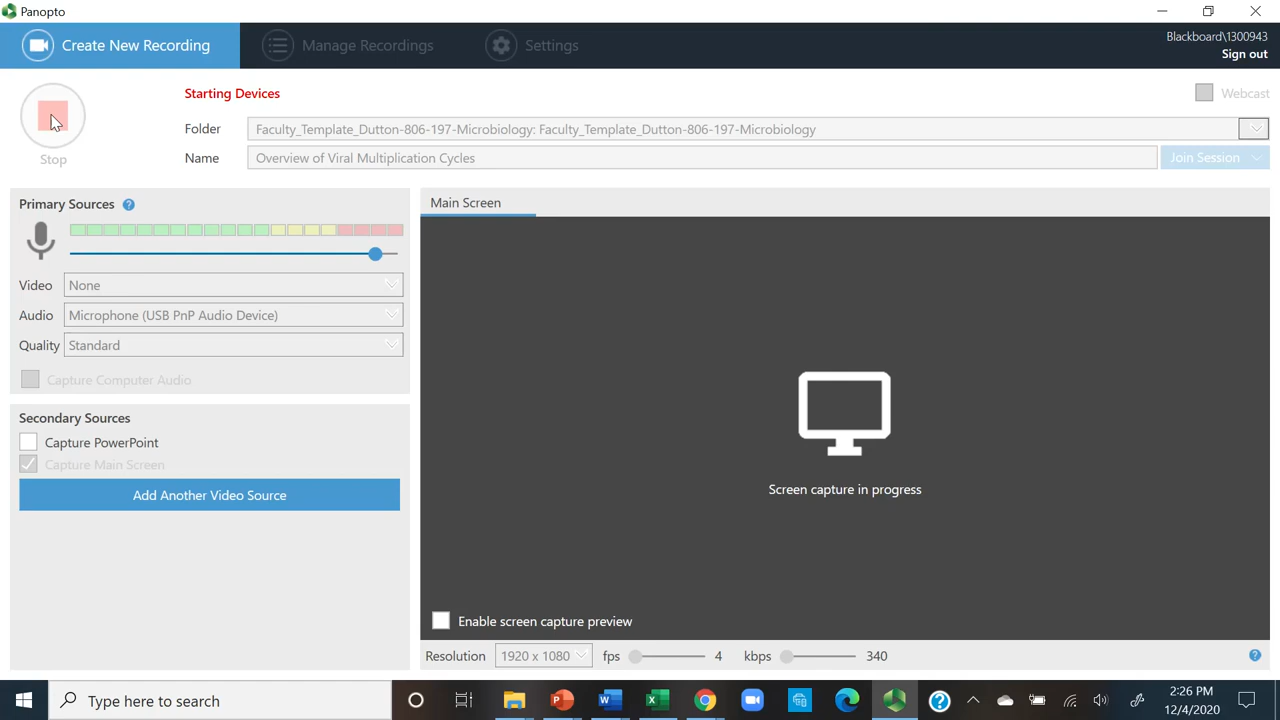 Panopto
Create New Recording
Manage Recordings
Settings
Blackboard\1300943
Sign out
Stop
Starting Devices
Webcast
Folder
Faculty_Template_Dutton-806-197-Microbiology: Faculty_Template_Dutton-806-197-Microbiology
Name
Overview of Viral Multiplication Cycles
Join Session
Primary Sources ?
Video None
Audio Microphone (USB PnP Audio Device)
Quality Standard
Capture Computer Audio
Secondary Sources
Capture PowerPoint
Capture Main Screen
Add Another Video Source
Main Screen
Screen capture in progress
Enable screen capture preview
Resolution 1920 x 1080 fps 4 kbps 340 ?
Type here to search
2:26 PM
12/4/2020